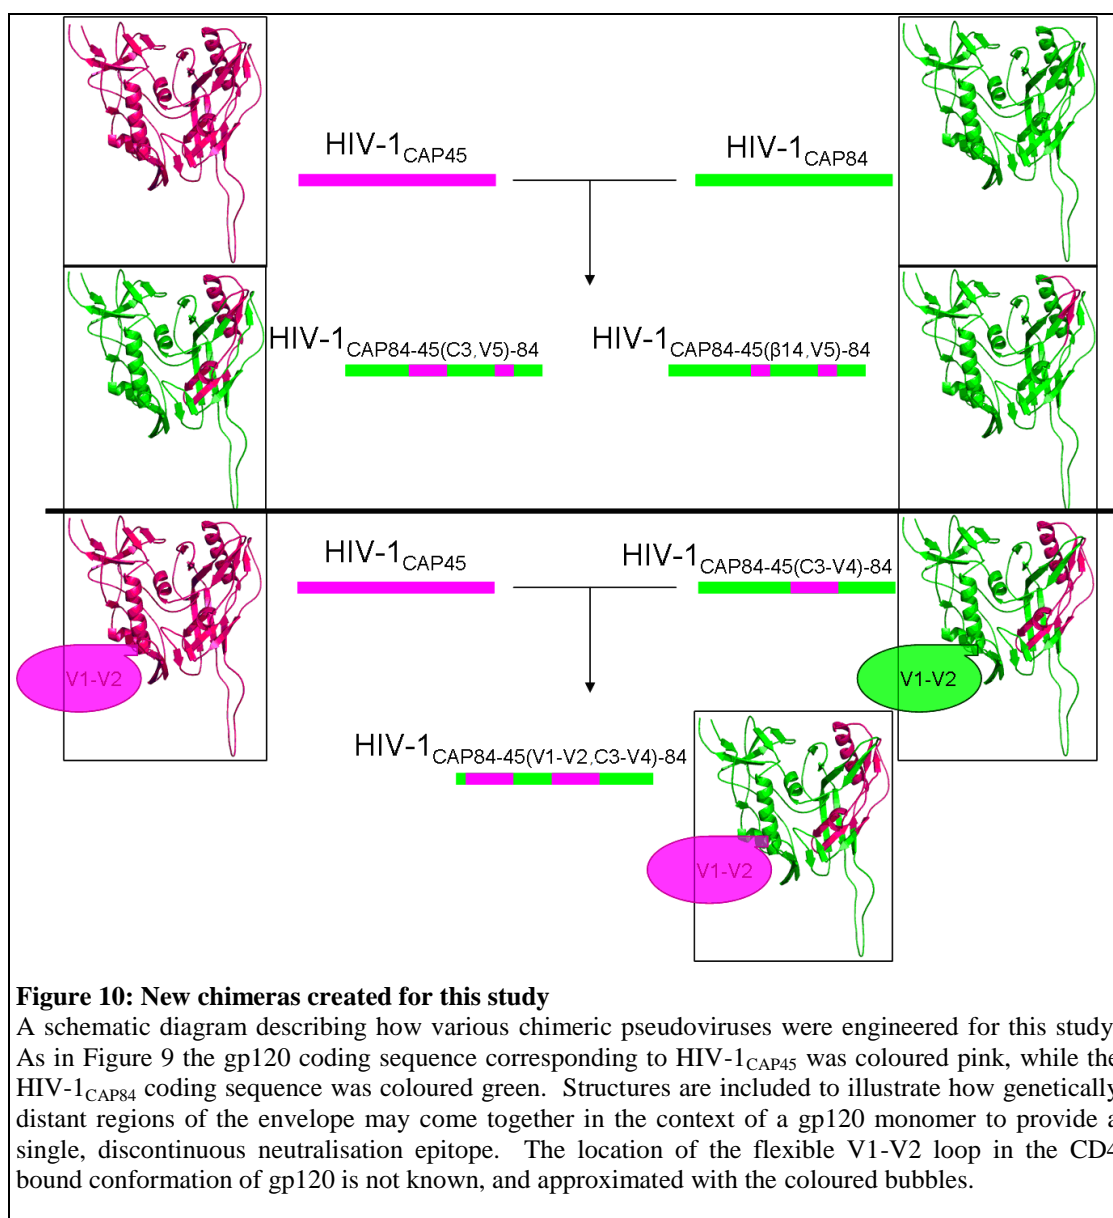 HIV-1CAP45
HIV-1CAP84
HIV-1CAP84-45(C3,V5)-84
HIV-1CAP84-45(β14,V5)-84
HIV-1CAP45
HIV-1CAP84-45(C3-V4)-84
V1-V2
V1-V2
HIV-1CAP84-45(V1-V2,C3-V4)-84
V1-V2
Figure 10: New chimeras created for this study
A schematic diagram describing how various chimeric pseudoviruses were engineered for this study
As in Figure 9 the gp120 coding sequence corresponding to HIV-1CAP45 was coloured pink, while the
HIV-1CAP84 coding sequence was coloured green. Structures are included to illustrate how genetically
distant regions of the envelope may come together in the context of a gp120 monomer to provide a
single, discontinuous neutralisation epitope. The location of the flexible V1-V2 loop in the CD4
bound conformation of gp120 is not known, and approximated with the coloured bubbles.